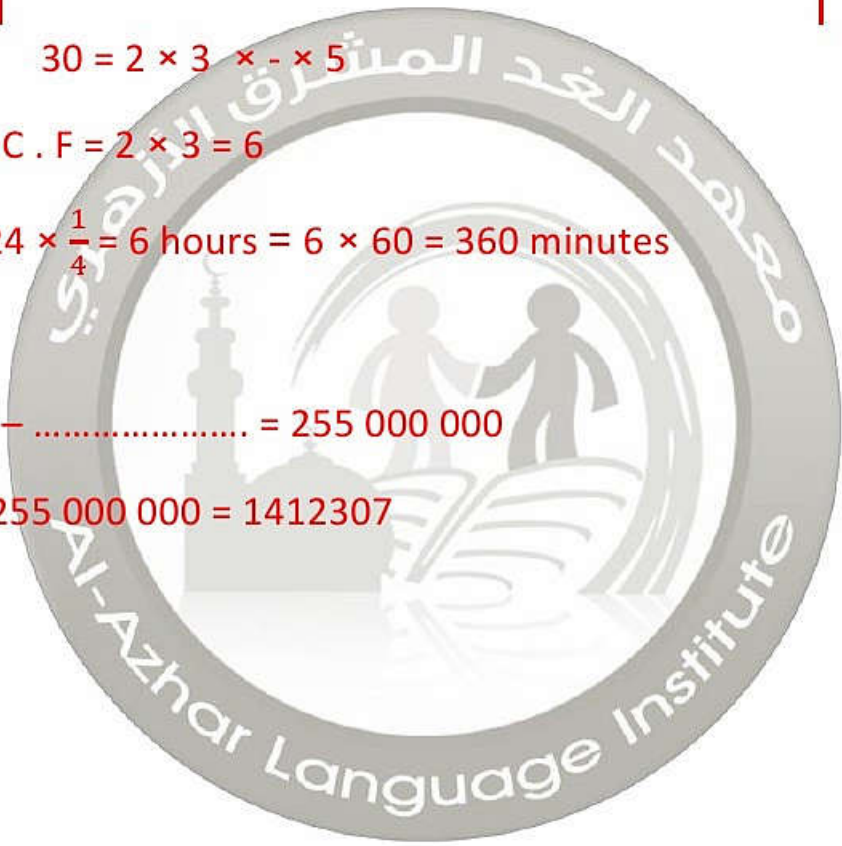 30 = 2 × 3 × - × 5
C . F = 2 × 3 = 6
24 × 1/4 = 6 hours = 6 × 60 = 360 minutes
– ………………… = 255 000 000
255 000 000 = 1412307
معهد الغد المشرق الأزهري
Al-Azhar Language Institute